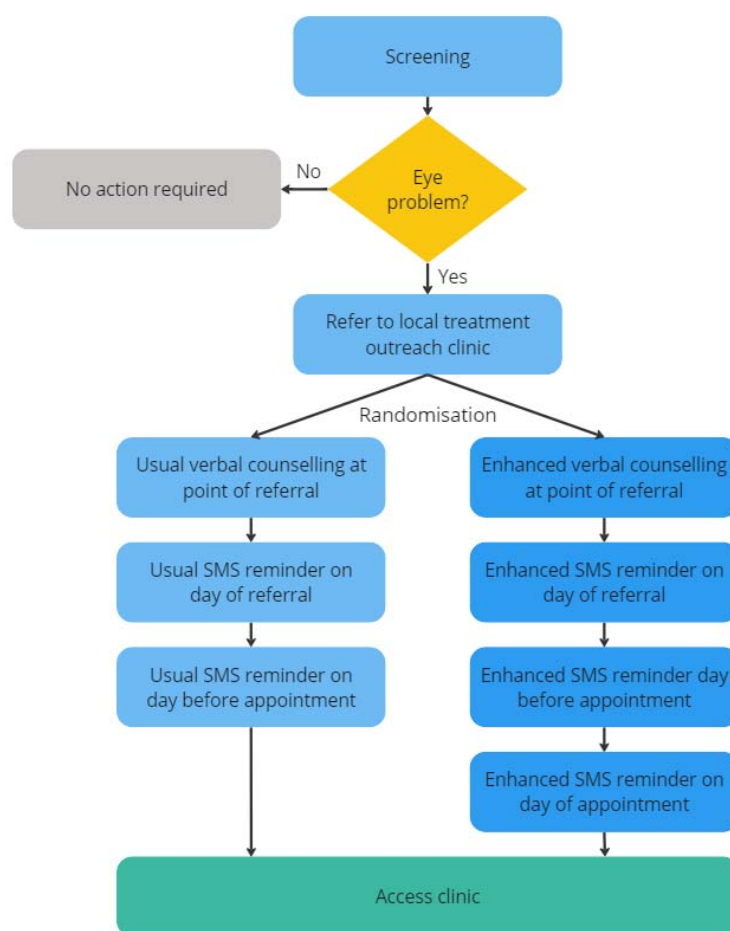 Screening
Eye
problem?
No
No action required
Yes
Refer to local treatment
outreach clinic
Randomisation
Usual verbal counselling at
point of referral
Enhanced verbal counselling
at point of referral
Usual SMS reminder on
day of referral
Enhanced SMS reminder on
day of referral
Usual SMS reminder on
day before appointment
Enhanced SMS reminder day
before appointment
Enhanced SMS reminder on
day of appointment
Access clinic